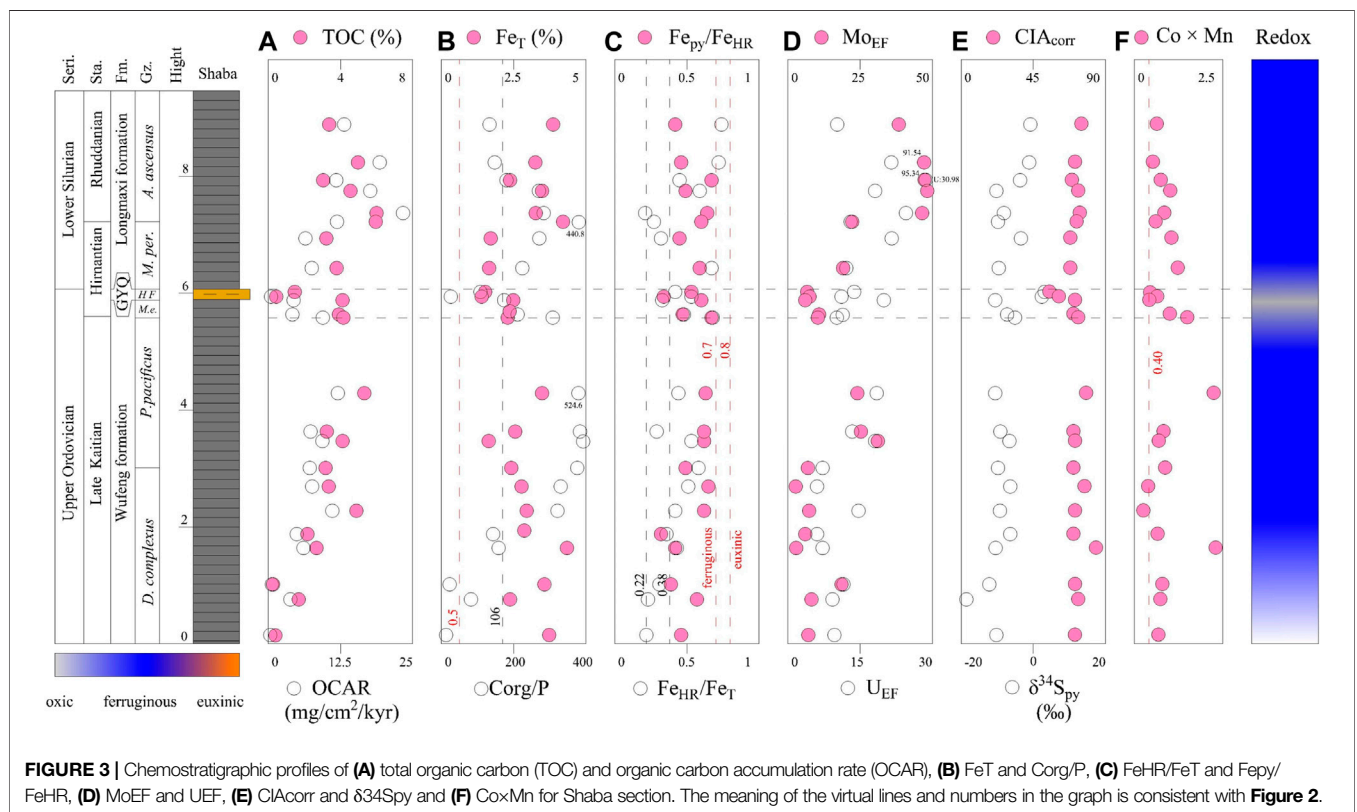 A TOC (%)
B FeT (%)
C Fepy/FeHR
D MoEF
E CIAcorr
F Co × Mn
Redox
Seri.
Sta.
Fm.
Gz.
Hight
Shaba
0 4 8
0 2.5 5
0 0.5 1
0 25 50
0 45 90
0 2.5
Lower Silurian
Upper Ordovician
Rhuddanian
Hirnantian
Late Kaitian
Longmaxi formation
GYQ
Wufeng formation
A. ascensus
M. per.
H F
M.e.
P.pacificus
D. complexus
8
6
4
2
0
440.8
524.6
91.54
95.34
U:30.98
0.5
106
0.22
0.38
0.7
0.8
ferruginous
euxinic
0.40
0 12.5 25
0 200 400
0 0.5 1
0 15 30
-20 0 20
oxic ferruginous euxinic
OCAR
(mg/cm²/kyr)
Corg/P
FeHR/FeT
UEF
δ³⁴Spy
(‰)
FIGURE 3 | Chemostratigraphic profiles of (A) total organic carbon (TOC) and organic carbon accumulation rate (OCAR), (B) FeT and Corg/P, (C) FeHR/FeT and Fepy/
FeHR, (D) MoEF and UEF, (E) CIAcorr and δ34Spy and (F) Co×Mn for Shaba section. The meaning of the virtual lines and numbers in the graph is consistent with Figure 2.